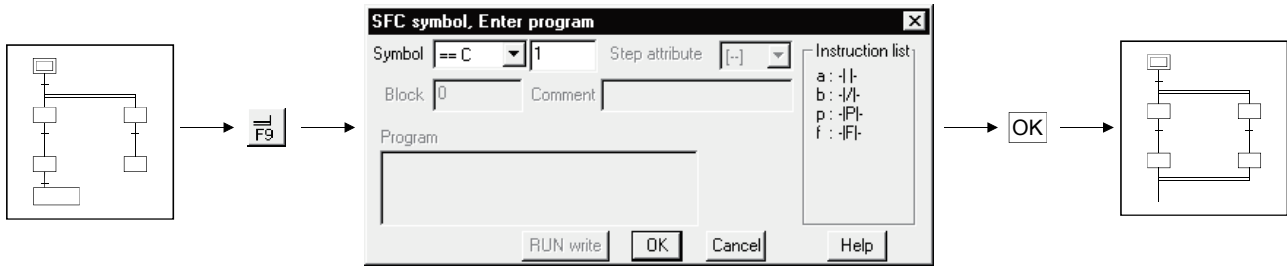 SFC symbol, Enter program
Symbol == C 1 Step attribute [--] Instruction list
a : -| |-
Block 0 Comment b : -|/|-
p : -|P|-
f : -|F|-
F9
OK
Program
RUN write OK Cancel Help